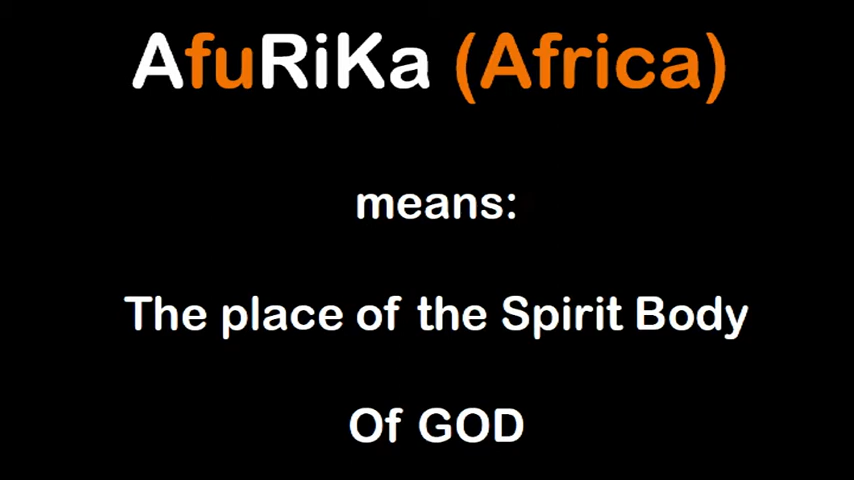 AfuRiKa (Africa)
means:
The place of the Spirit Body
Of GOD